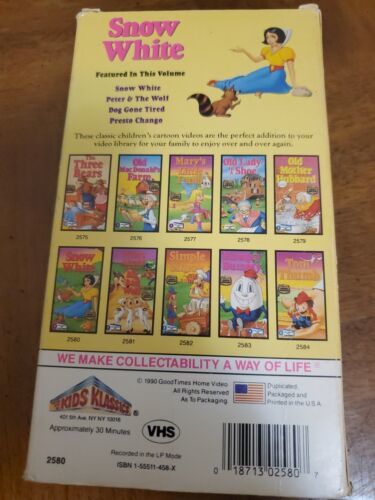 Snow
White
Featured In This Volume
Snow White
Peter & The Wolf
Dog Gone Tired
Presto Chango
These classic children's cartoon videos are the perfect addition to your
video library for your family to enjoy over and over again.
The
Three
Bears
Old
MacDonald's
Farm
Mary's
Little
Lamb
Old Lady
'l Shoe
Old
Mother
Hubbard
2575
2576
2577
2578
2579
Snow
White
Simple
Tom
Thumb
2580
2581
2582
2583
2584
WE MAKE COLLECTABILITY A WAY OF LIFE®
KIDS KLASSICS
401 5th Ave. NY NY 10016
Approximately 30 Minutes
2580
© 1990 GoodTimes Home Video
All Rights Reserved
As To Packaging.
VHS
Recorded in the LP Mode
ISBN 1-55511-458-X
Duplicated,
Packaged and
Printed in the U.S.A.
0 18713 02580 7